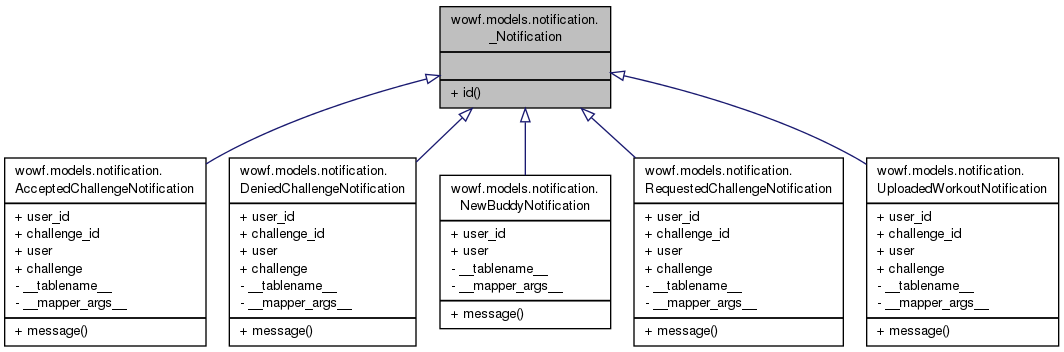 wowf.models.notification.
_Notification
+ id()
wowf.models.notification.
AcceptedChallengeNotification
+ user_id
+ challenge_id
+ user
+ challenge
- __tablename__
- __mapper_args__
+ message()
wowf.models.notification.
DeniedChallengeNotification
+ user_id
+ challenge_id
+ user
+ challenge
- __tablename__
- __mapper_args__
+ message()
wowf.models.notification.
NewBuddyNotification
+ user_id
+ user
- __tablename__
- __mapper_args__
+ message()
wowf.models.notification.
RequestedChallengeNotification
+ user_id
+ challenge_id
+ user
+ challenge
- __tablename__
- __mapper_args__
+ message()
wowf.models.notification.
UploadedWorkoutNotification
+ user_id
+ challenge_id
+ user
+ challenge
- __tablename__
- __mapper_args__
+ message()